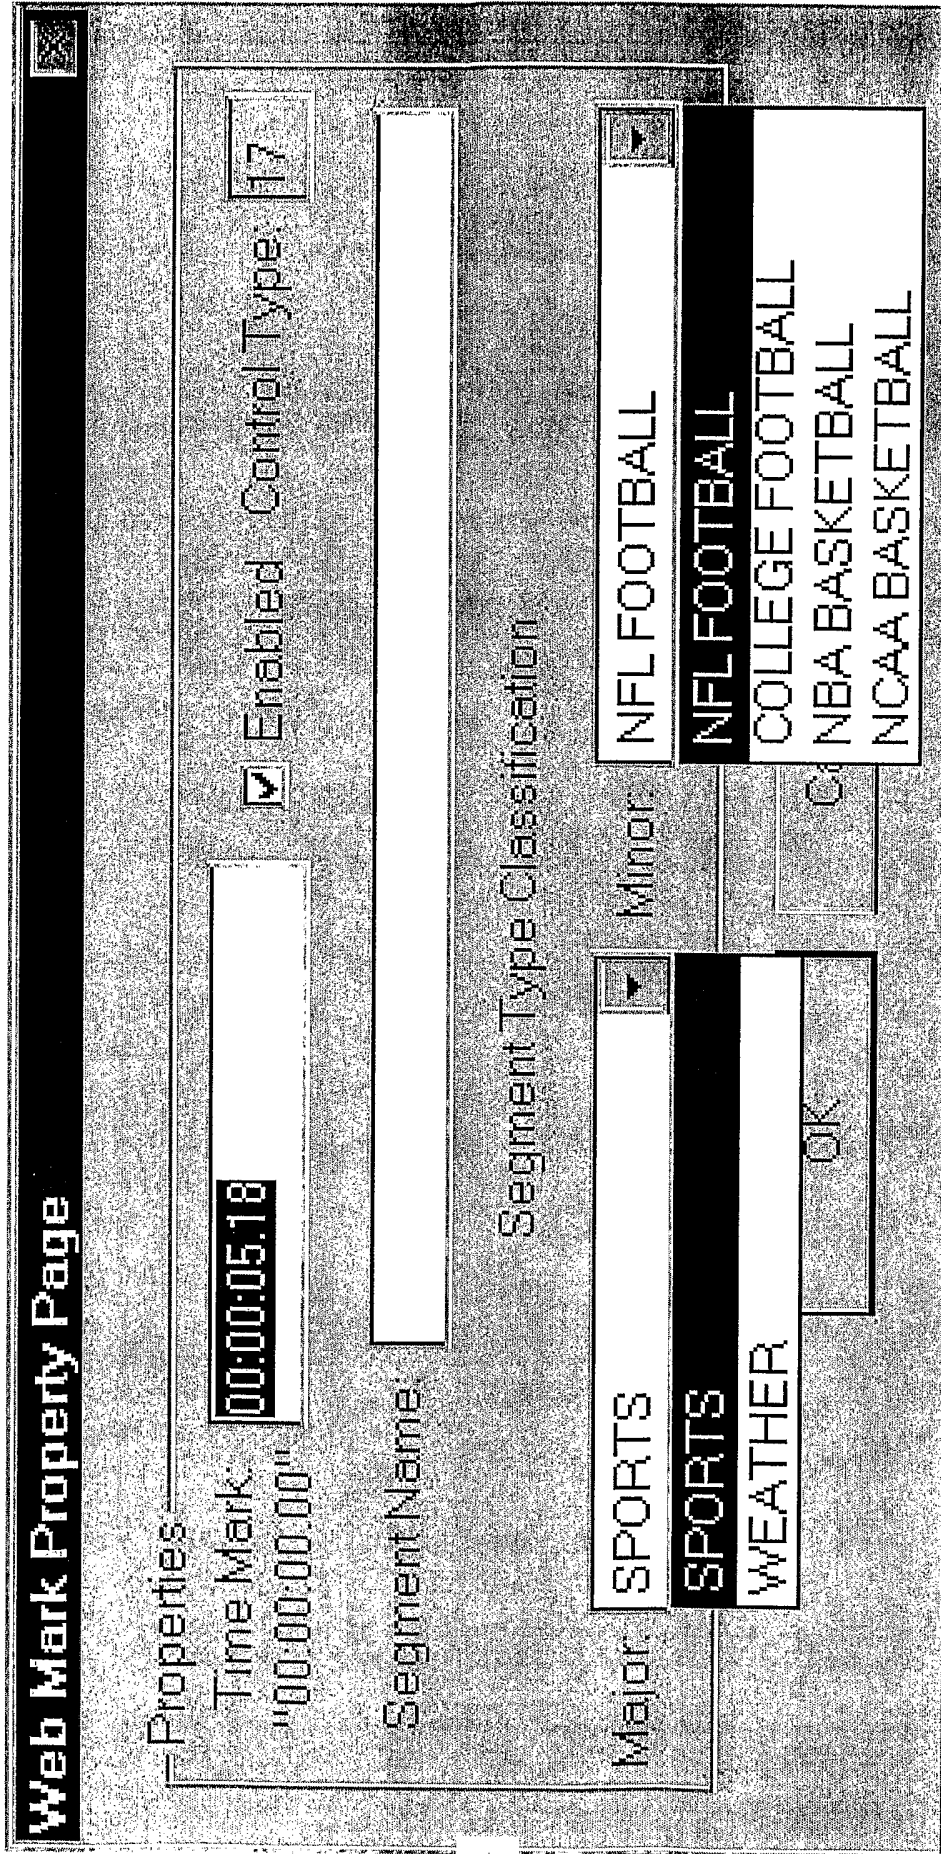 Web Mark Property Page
Properties
Time Mark: 00:00:05.18 Enabled Control Type: 17
"00:00:00.00"
Segment Name:
Segment Type Classification
Major: SPORTS Minor: NFL FOOTBALL
SPORTS NFL FOOTBALL
WEATHER COLLEGE FOOTBALL
OK Ca NBA BASKETBALL
NCAA BASKETBALL